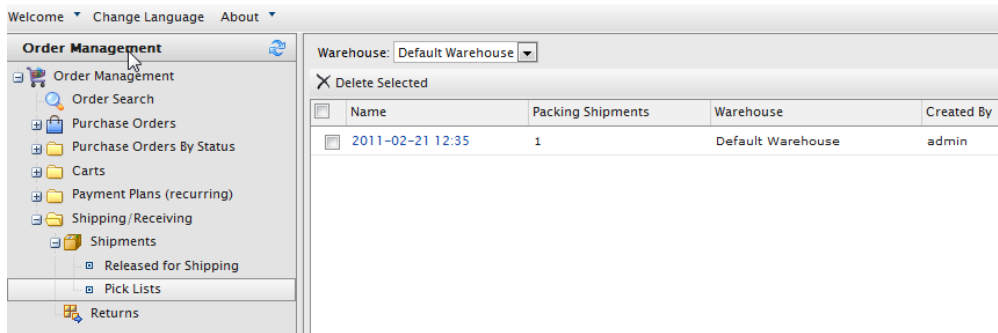 Welcome Change Language About
Order Management
Order Management
Order Search
Purchase Orders
Purchase Orders By Status
Carts
Payment Plans (recurring)
Shipping/Receiving
Shipments
Released for Shipping
Pick Lists
Returns
Warehouse: Default Warehouse
Delete Selected
Name Packing Shipments Warehouse Created By
2011-02-21 12:35 1 Default Warehouse admin